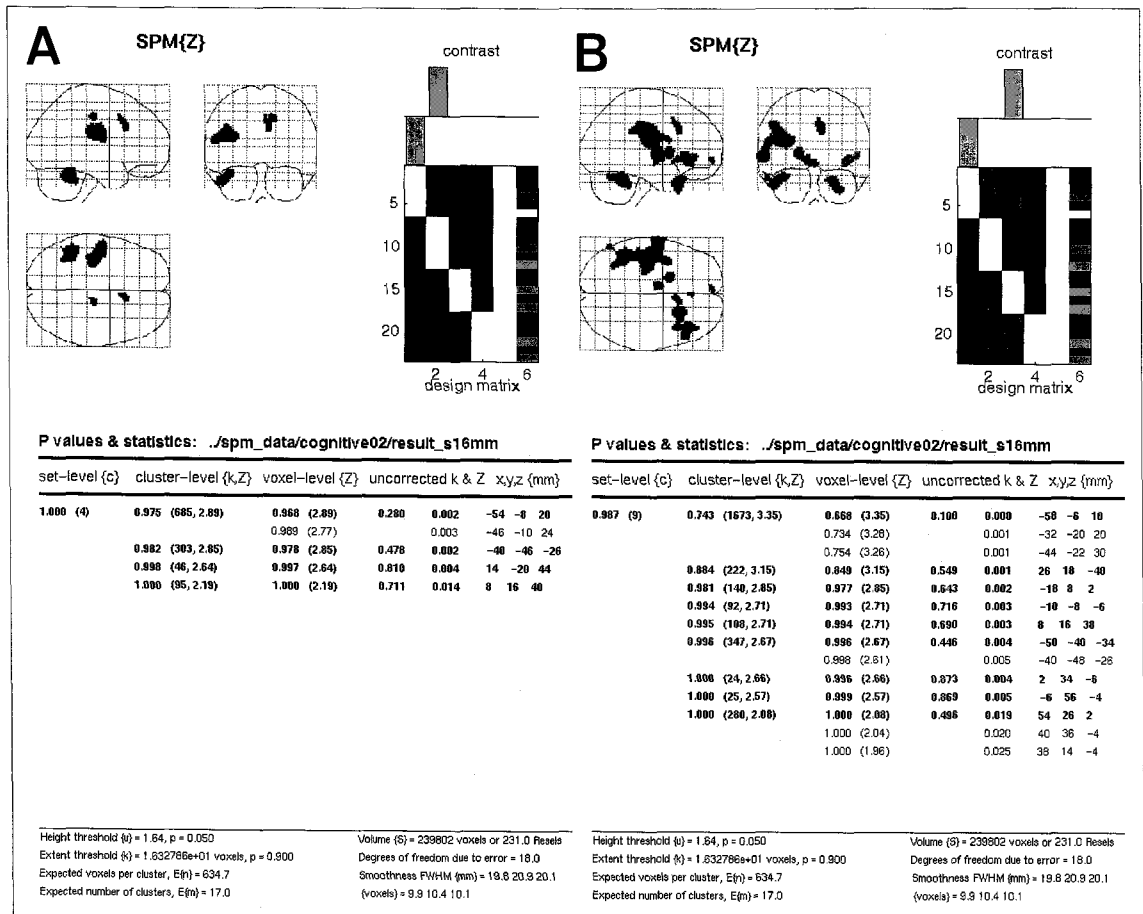 A
SPM{Z}
contrast
5
10
15
20
2 4 6
design matrix
P values & statistics: ../spm_data/cognitive02/result_s16mm
set-level {c} cluster-level {k,Z} voxel-level {Z} uncorrected k & Z x,y,z {mm}
1.000 (4) 0.975 (685, 2.89) 0.968 (2.89) 0.280 0.002 -54 -8 20
0.989 (2.77) 0.003 -46 -10 24
0.982 (303, 2.85) 0.978 (2.85) 0.478 0.002 -40 -46 -26
0.998 (46, 2.64) 0.997 (2.64) 0.810 0.004 14 -20 44
1.000 (95, 2.19) 1.000 (2.19) 0.711 0.014 8 16 40
Height threshold {u} = 1.64, p = 0.050
Extent threshold {k} = 1.632766e+01 voxels, p = 0.900
Expected voxels per cluster, E{n} = 634.7
Expected number of clusters, E{m} = 17.0
Volume {S} = 239802 voxels or 231.0 Resels
Degrees of freedom due to error = 18.0
Smoothness FWHM {mm} = 19.8 20.9 20.1
{voxels} = 9.9 10.4 10.1
B
SPM{Z}
contrast
5
10
15
20
2 4 6
design matrix
P values & statistics: ../spm_data/cognitive02/result_s16mm
set-level {c} cluster-level {k,Z} voxel-level {Z} uncorrected k & Z x,y,z {mm}
0.987 (9) 0.743 (1673, 3.35) 0.668 (3.35) 0.100 0.000 -58 -6 10
0.734 (3.28) 0.001 -32 -20 20
0.754 (3.26) 0.001 -44 -22 30
0.884 (222, 3.15) 0.849 (3.15) 0.549 0.001 26 18 -40
0.981 (140, 2.85) 0.977 (2.85) 0.643 0.002 -18 8 2
0.994 (92, 2.71) 0.993 (2.71) 0.716 0.003 -10 -8 -6
0.995 (108, 2.71) 0.994 (2.71) 0.690 0.003 8 16 38
0.996 (347, 2.67) 0.996 (2.67) 0.446 0.004 -50 -40 -34
0.998 (2.61) 0.005 -40 -48 -26
1.000 (24, 2.66) 0.996 (2.66) 0.873 0.004 2 34 -6
1.000 (25, 2.57) 0.999 (2.57) 0.869 0.005 -6 56 -4
1.000 (280, 2.08) 1.000 (2.08) 0.496 0.019 54 26 2
1.000 (2.04) 0.020 40 36 -4
1.000 (1.96) 0.025 38 14 -4
Height threshold {u} = 1.64, p = 0.050
Extent threshold {k} = 1.632766e+01 voxels, p = 0.900
Expected voxels per cluster, E{n} = 634.7
Expected number of clusters, E{m} = 17.0
Volume {S} = 239802 voxels or 231.0 Resels
Degrees of freedom due to error = 18.0
Smoothness FWHM {mm} = 19.8 20.9 20.1
{voxels} = 9.9 10.4 10.1